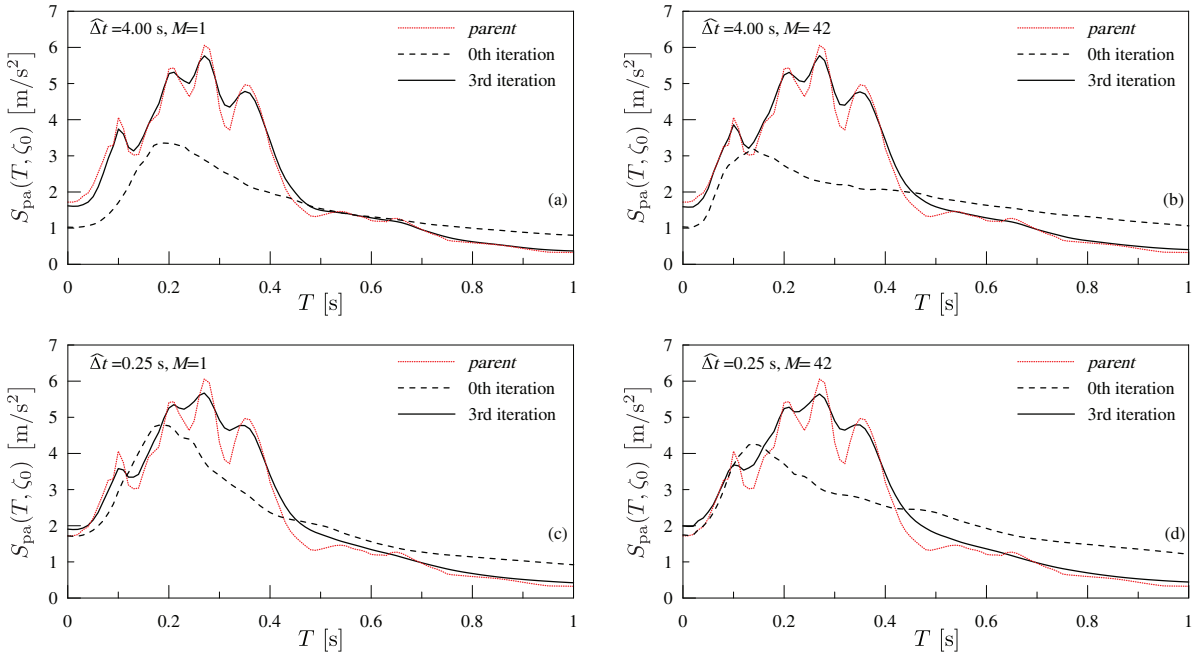 Δt̂ =4.00 s, M=1
parent
0th iteration
3rd iteration
(a)
S_pa(T, ζ_0) [m/s²]
7
6
5
4
3
2
1
0
0 0.2 0.4 0.6 0.8 1
T [s]
Δt̂ =4.00 s, M= 42
parent
0th iteration
3rd iteration
(b)
S_pa(T, ζ_0) [m/s²]
7
6
5
4
3
2
1
0
0 0.2 0.4 0.6 0.8 1
T [s]
Δt̂ =0.25 s, M=1
parent
0th iteration
3rd iteration
(c)
S_pa(T, ζ_0) [m/s²]
7
6
5
4
3
2
1
0
0 0.2 0.4 0.6 0.8 1
T [s]
Δt̂ =0.25 s, M= 42
parent
0th iteration
3rd iteration
(d)
S_pa(T, ζ_0) [m/s²]
7
6
5
4
3
2
1
0
0 0.2 0.4 0.6 0.8 1
T [s]